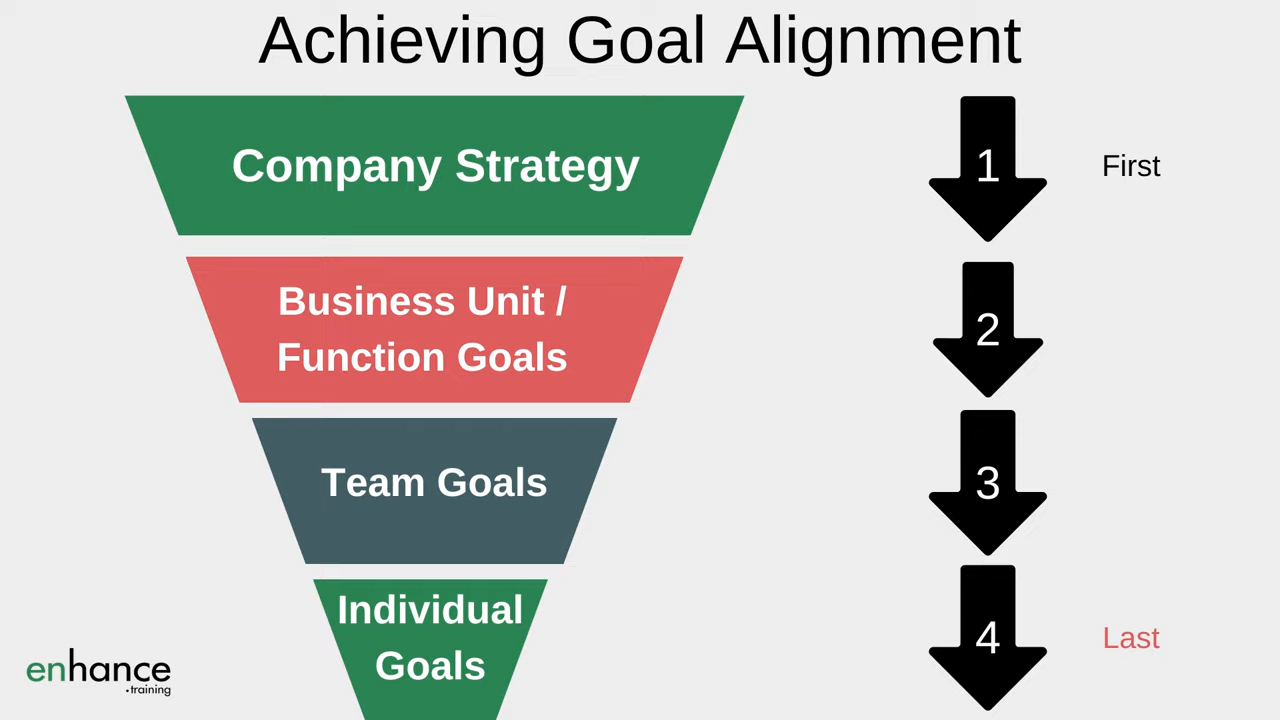 Achieving Goal Alignment
Company Strategy
1
First
Business Unit /
Function Goals
2
Team Goals
3
Individual
Goals
4
Last
enhance
.training